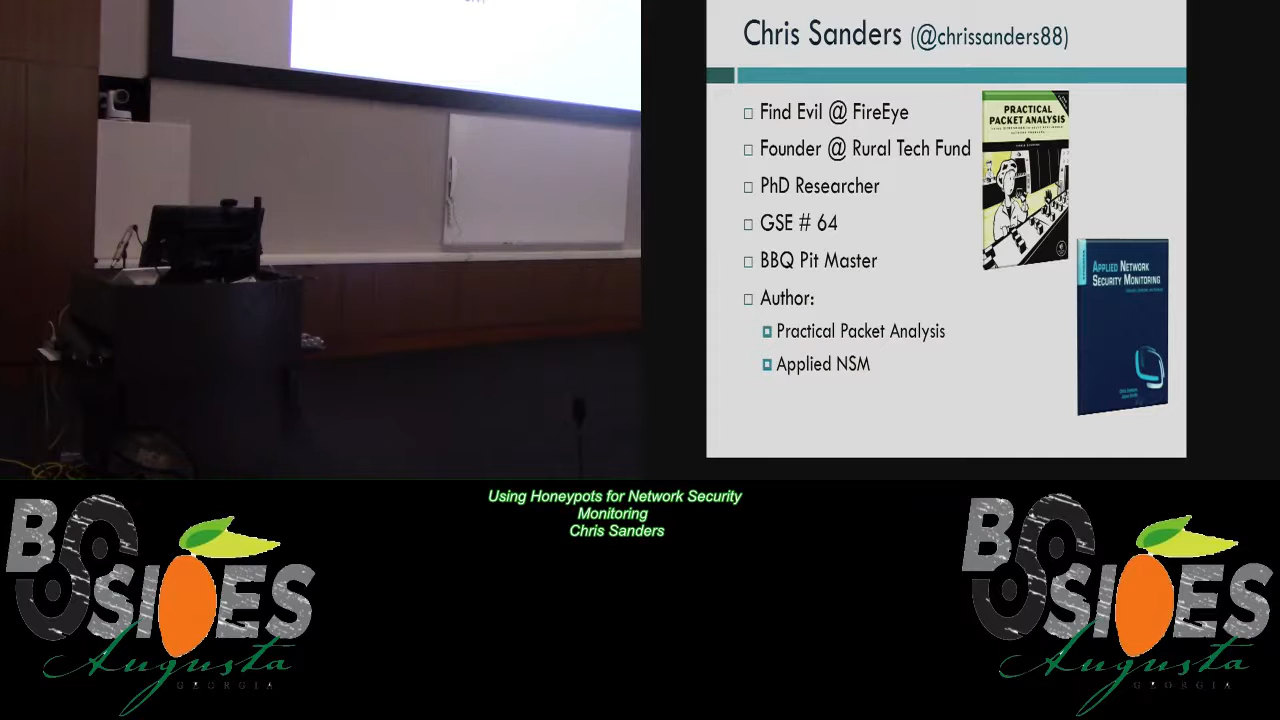 Chris Sanders (@chrissanders88)
Find Evil @ FireEye
Founder @ Rural Tech Fund
PhD Researcher
GSE # 64
BBQ Pit Master
Author:
Practical Packet Analysis
Applied NSM
PRACTICAL
PACKET ANALYSIS
APPLIED NETWORK
SECURITY MONITORING
Using Honeypots for Network Security
Monitoring
Chris Sanders
BSIDES
Augusta
GEORGIA
BSIDES
Augusta
GEORGIA